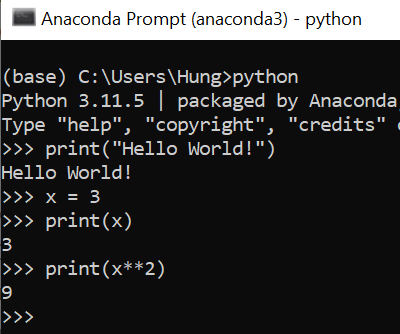 Anaconda Prompt (anaconda3) - python
(base) C:\Users\Hung>python
Python 3.11.5 | packaged by Anaconda
Type "help", "copyright", "credits"
>>> print("Hello World!")
Hello World!
>>> x = 3
>>> print(x)
3
>>> print(x**2)
9
>>>